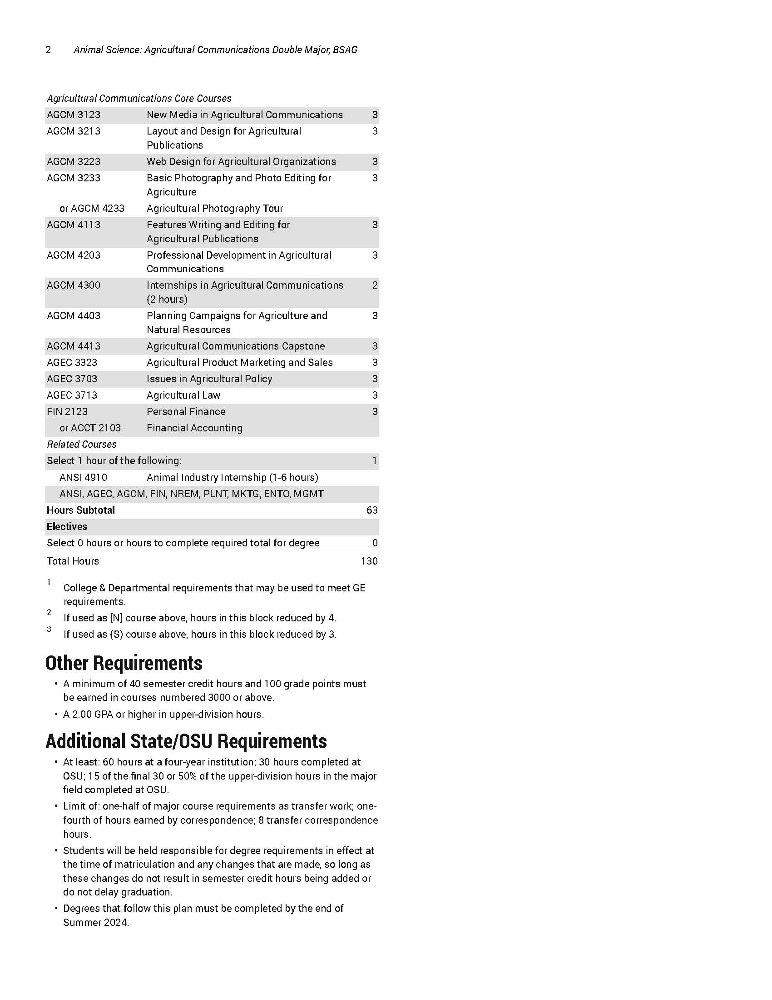 2 Animal Science: Agricultural Communications Double Major, BSAG
Agricultural Communications Core Courses
AGCM 3123 New Media in Agricultural Communications 3
AGCM 3213 Layout and Design for Agricultural 3
Publications
AGCM 3223 Web Design for Agricultural Organizations 3
AGCM 3233 Basic Photography and Photo Editing for 3
Agriculture
or AGCM 4233 Agricultural Photography Tour
AGCM 4113 Features Writing and Editing for 3
Agricultural Publications
AGCM 4203 Professional Development in Agricultural 3
Communications
AGCM 4300 Internships in Agricultural Communications 2
(2 hours)
AGCM 4403 Planning Campaigns for Agriculture and 3
Natural Resources
AGCM 4413 Agricultural Communications Capstone 3
AGEC 3323 Agricultural Product Marketing and Sales 3
AGEC 3703 Issues in Agricultural Policy 3
AGEC 3713 Agricultural Law 3
FIN 2123 Personal Finance 3
or ACCT 2103 Financial Accounting
Related Courses
Select 1 hour of the following: 1
ANSI 4910 Animal Industry Internship (1-6 hours)
ANSI, AGEC, AGCM, FIN, NREM, PLNT, MKTG, ENTO, MGMT
Hours Subtotal 63
Electives
Select 0 hours or hours to complete required total for degree 0
Total Hours 130
1 College & Departmental requirements that may be used to meet GE
requirements.
2 If used as [N] course above, hours in this block reduced by 4.
3 If used as (S) course above, hours in this block reduced by 3.
Other Requirements
• A minimum of 40 semester credit hours and 100 grade points must
be earned in courses numbered 3000 or above.
• A 2.00 GPA or higher in upper-division hours.
Additional State/OSU Requirements
• At least: 60 hours at a four-year institution; 30 hours completed at
OSU; 15 of the final 30 or 50% of the upper-division hours in the major
field completed at OSU.
• Limit of: one-half of major course requirements as transfer work; one-
fourth of hours earned by correspondence; 8 transfer correspondence
hours.
• Students will be held responsible for degree requirements in effect at
the time of matriculation and any changes that are made, so long as
these changes do not result in semester credit hours being added or
do not delay graduation.
• Degrees that follow this plan must be completed by the end of
Summer 2024.